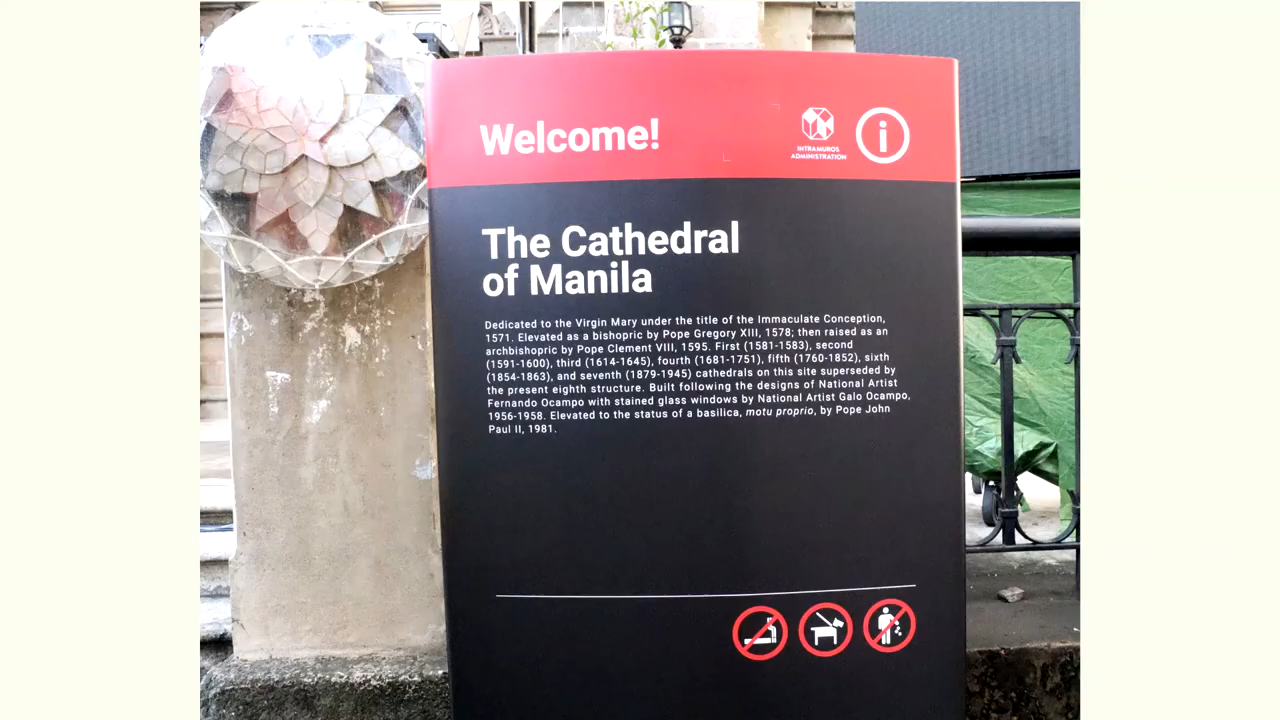 Welcome!
INTRAMUROS
ADMINISTRATION
i
The Cathedral
of Manila
Dedicated to the Virgin Mary under the title of the Immaculate Conception,
1571. Elevated as a bishopric by Pope Gregory XIII, 1578; then raised as an
archbishopric by Pope Clement VIII, 1595. First (1581-1583), second
(1591-1600), third (1614-1645), fourth (1681-1751), fifth (1760-1852), sixth
(1854-1863), and seventh (1879-1945) cathedrals on this site superseded by
the present eighth structure. Built following the designs of National Artist
Fernando Ocampo with stained glass windows by National Artist Galo Ocampo,
1956-1958. Elevated to the status of a basilica, motu proprio, by Pope John
Paul II, 1981.